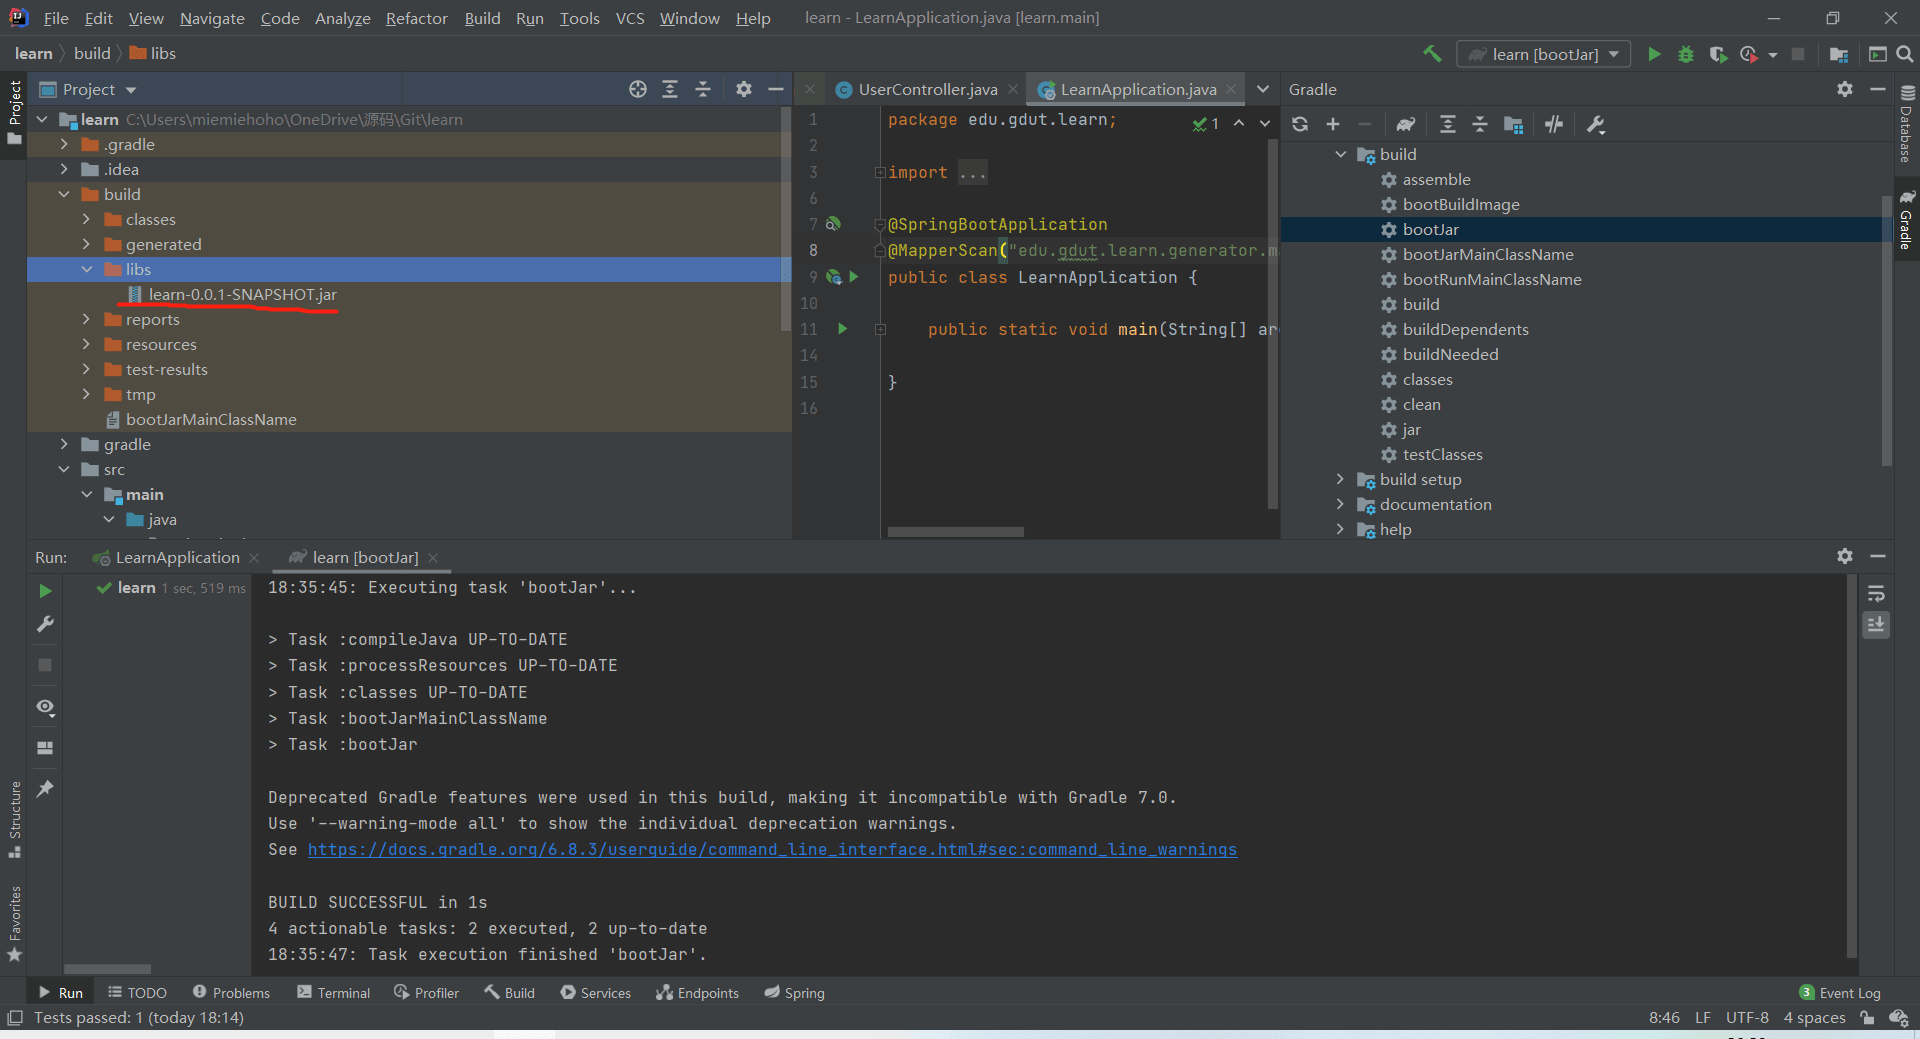 File Edit View Navigate Code Analyze Refactor Build Run Tools VCS Window Help learn - LearnApplication.java [learn.main]
learn build libs
learn [bootJar]
Project
UserController.java
LearnApplication.java
Gradle
Project
learn C:\Users\miemiehoho\OneDrive\源码\Git\learn
.gradle
.idea
build
classes
generated
libs
learn-0.0.1-SNAPSHOT.jar
reports
resources
test-results
tmp
bootJarMainClassName
gradle
src
main
java
1 package edu.gdut.learn;
1
2
3 import ...
6
7 @SpringBootApplication
8 @MapperScan("edu.gdut.learn.generator.m
9 public class LearnApplication {
10
11 public static void main(String[] ar
14
15 }
16
build
assemble
bootBuildImage
bootJar
bootJarMainClassName
bootRunMainClassName
build
buildDependents
buildNeeded
classes
clean
jar
testClasses
build setup
documentation
help
Database
Gradle
Run: LearnApplication learn [bootJar]
learn 1 sec, 519 ms
18:35:45: Executing task 'bootJar'...
> Task :compileJava UP-TO-DATE
> Task :processResources UP-TO-DATE
> Task :classes UP-TO-DATE
> Task :bootJarMainClassName
> Task :bootJar
Deprecated Gradle features were used in this build, making it incompatible with Gradle 7.0.
Use '--warning-mode all' to show the individual deprecation warnings.
See https://docs.gradle.org/6.8.3/userguide/command_line_interface.html#sec:command_line_warnings
BUILD SUCCESSFUL in 1s
4 actionable tasks: 2 executed, 2 up-to-date
18:35:47: Task execution finished 'bootJar'.
Structure
Favorites
Run TODO Problems Terminal Profiler Build Services Endpoints Spring 3 Event Log
Tests passed: 1 (today 18:14) 8:46 LF UTF-8 4 spaces